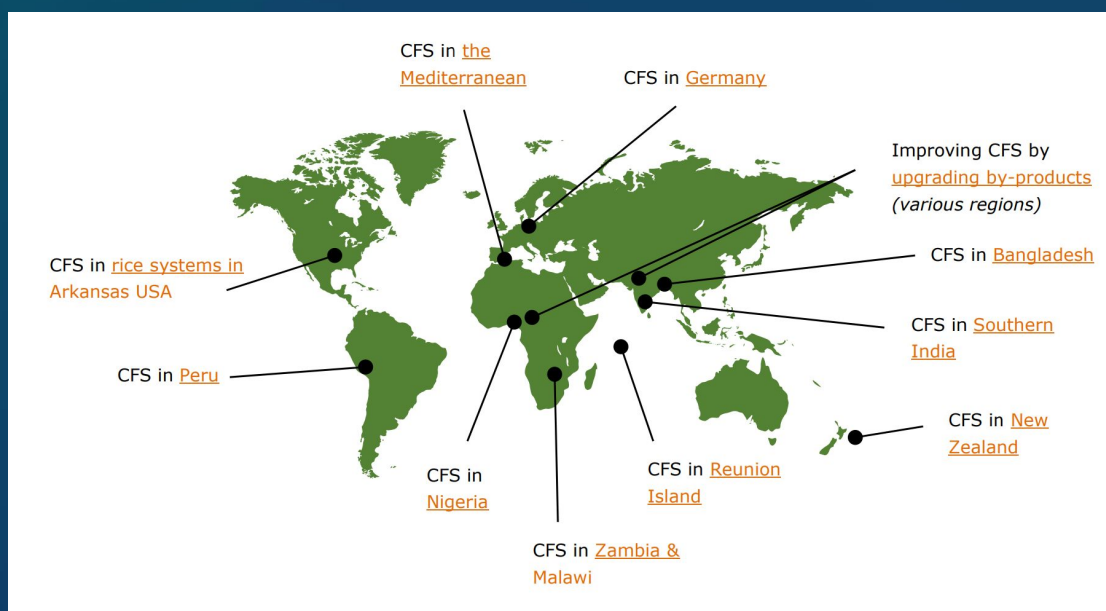 CFS in the
Mediterranean
CFS in Germany
Improving CFS by
upgrading by-products
(various regions)
CFS in Bangladesh
CFS in rice systems in
Arkansas USA
CFS in Southern
India
CFS in Peru
CFS in New
Zealand
CFS in
Nigeria
CFS in Reunion
Island
CFS in Zambia &
Malawi